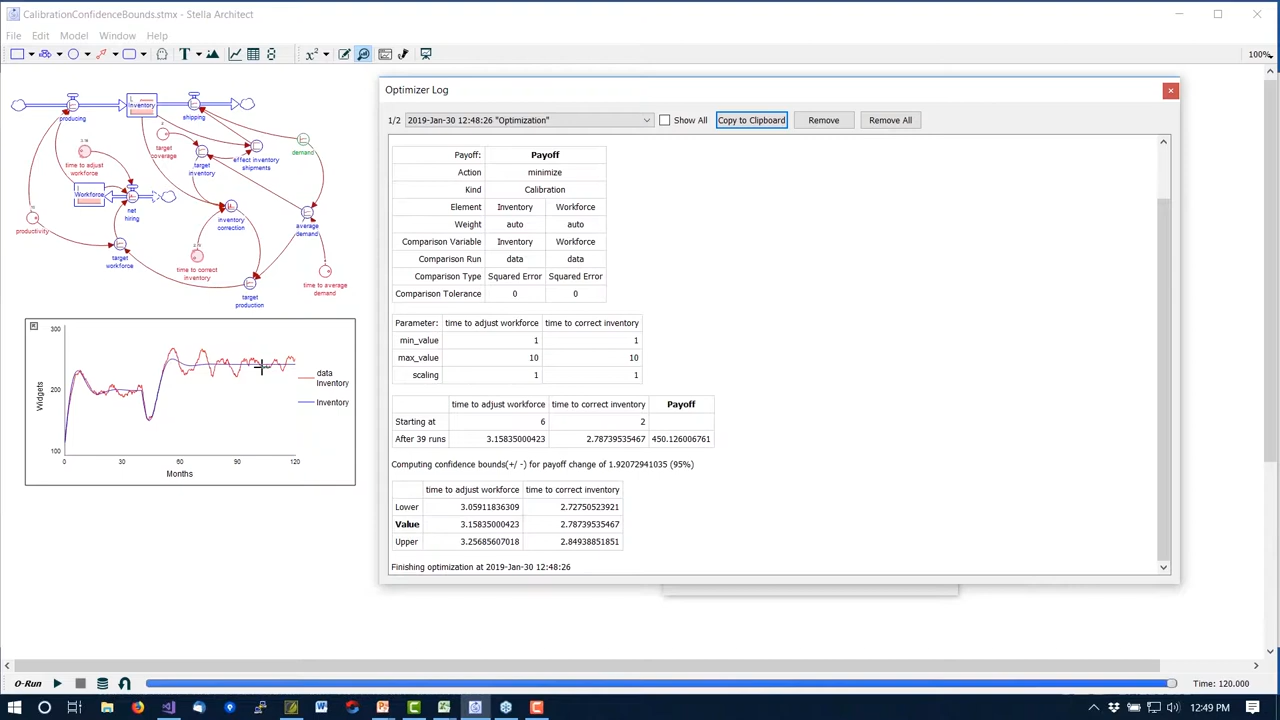 CalibrationConfidenceBounds.stmx - Stella Architect
File Edit Model Window Help
100%
Optimizer Log
1/2 2019-Jan-30 12:48:26 "Optimization" Show All Copy to Clipboard Remove Remove All
Payoff: Payoff
Action minimize
Kind Calibration
Element Inventory Workforce
Weight auto auto
Comparison Variable Inventory Workforce
Comparison Run data data
Comparison Type Squared Error Squared Error
Comparison Tolerance 0 0
Parameter: time to adjust workforce time to correct inventory
min_value 1 1
max_value 10 10
scaling 1 1
time to adjust workforce time to correct inventory Payoff
Starting at 6 2
After 39 runs 3.15835000423 2.78739535467 450.126006761
Computing confidence bounds(+/ -) for payoff change of 1.92072941035 (95%)
time to adjust workforce time to correct inventory
Lower 3.05911836309 2.72750523921
Value 3.15835000423 2.78739535467
Upper 3.25685607018 2.84938851851
Finishing optimization at 2019-Jan-30 12:48:26
producing
Inventory
shipping
target
coverage
demand
time to adjust
workforce
target
inventory
effect inventory
shipments
Workforce
net
hiring
inventory
correction
average
demand
productivity
target
workforce
time to correct
inventory
target
production
time to average
demand
300
200
100
Widgets
0 30 60 90 120
Months
data
Inventory
Inventory
O-Run
Time: 120.000
12:49 PM